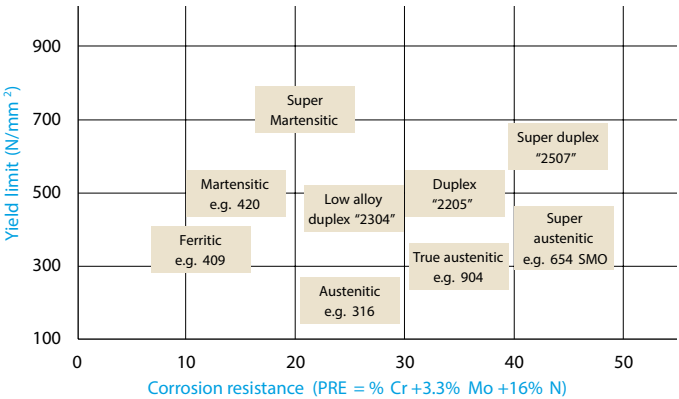 900
700
500
300
100
Yield limit (N/mm ²)
Super
Martensitic
Super duplex
“2507”
Martensitic
e.g. 420
Low alloy
duplex “2304”
Duplex
“2205”
Super
austenitic
e.g. 654 SMO
Ferritic
e.g. 409
True austenitic
e.g. 904
Austenitic
e.g. 316
0 10 20 30 40 50
Corrosion resistance (PRE = % Cr +3.3% Mo +16% N)